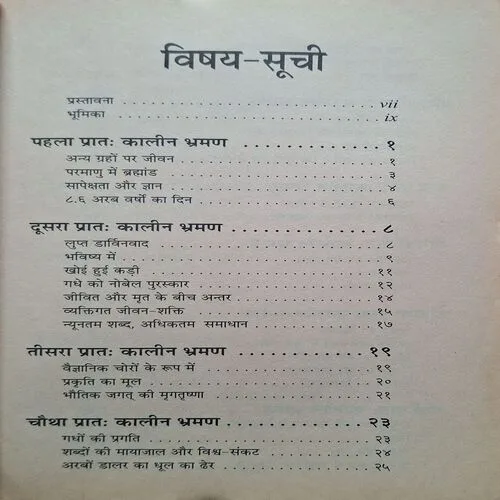 विषय-सूची
प्रस्तावना . . . . . . . . . . . . . . . . . . . . . . . . . . . . . . vii
भूमिका . . . . . . . . . . . . . . . . . . . . . . . . . . . . . . ix
पहला प्रातः कालीन भ्रमण . . . . . . . . . . . . . . . १
अन्य ग्रहों पर जीवन . . . . . . . . . . . . . . . . . . . . . १
परमाणु में ब्रह्मांड . . . . . . . . . . . . . . . . . . . . . ३
सापेक्षता और ज्ञान . . . . . . . . . . . . . . . . . . . . . ४
८.६ अरब वर्षो का दिन . . . . . . . . . . . . . . . . . . . ६
दूसरा प्रातः कालीन भ्रमण . . . . . . . . . . . . . . . ८
लुप्त डार्विनवाद . . . . . . . . . . . . . . . . . . . . . ८
भविष्य में . . . . . . . . . . . . . . . . . . . . . . . . . ९
खोई हुई कड़ी . . . . . . . . . . . . . . . . . . . . . . . ११
गधे को नोबेल पुरस्कार . . . . . . . . . . . . . . . . . . १२
जीवित और मृत के बीच अन्तर . . . . . . . . . . . . . . . १४
व्यक्तिगत जीवन-शक्ति . . . . . . . . . . . . . . . . . . १५
न्यूनतम शब्द, अधिकतम समाधान . . . . . . . . . . . . . १७
तीसरा प्रातः कालीन भ्रमण . . . . . . . . . . . . . १९
वैज्ञानिक चोरों के रूप में . . . . . . . . . . . . . . . . . १९
प्रकृति का मूल . . . . . . . . . . . . . . . . . . . . . . २०
भौतिक जगत् की मृगतृष्णा . . . . . . . . . . . . . . . . २१
चौथा प्रातः कालीन भ्रमण . . . . . . . . . . . . . . २३
गधों की प्रगति . . . . . . . . . . . . . . . . . . . . . . २३
शब्दों की मायाजाल और विश्व-संकट . . . . . . . . . . . २४
अरबों डालर का धूल का ढेर . . . . . . . . . . . . . . . २५